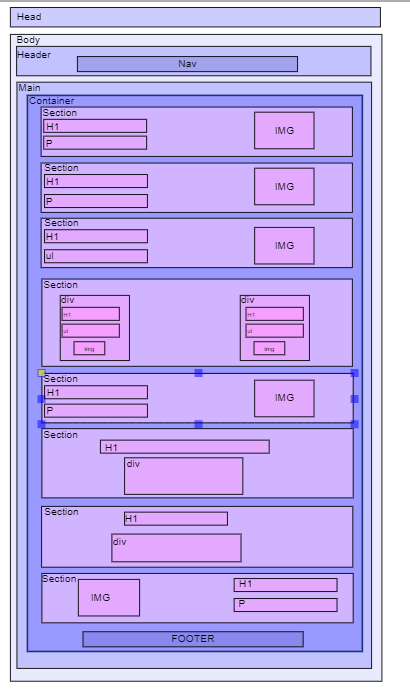 Head
Body
Header
Nav
Main
Container
Section
H1
P
IMG
Section
H1
P
IMG
Section
H1
ul
IMG
Section
div
H1
ul
img
div
H1
ul
img
Section
H1
P
IMG
Section
H1
div
Section
H1
div
Section
IMG
H1
P
FOOTER